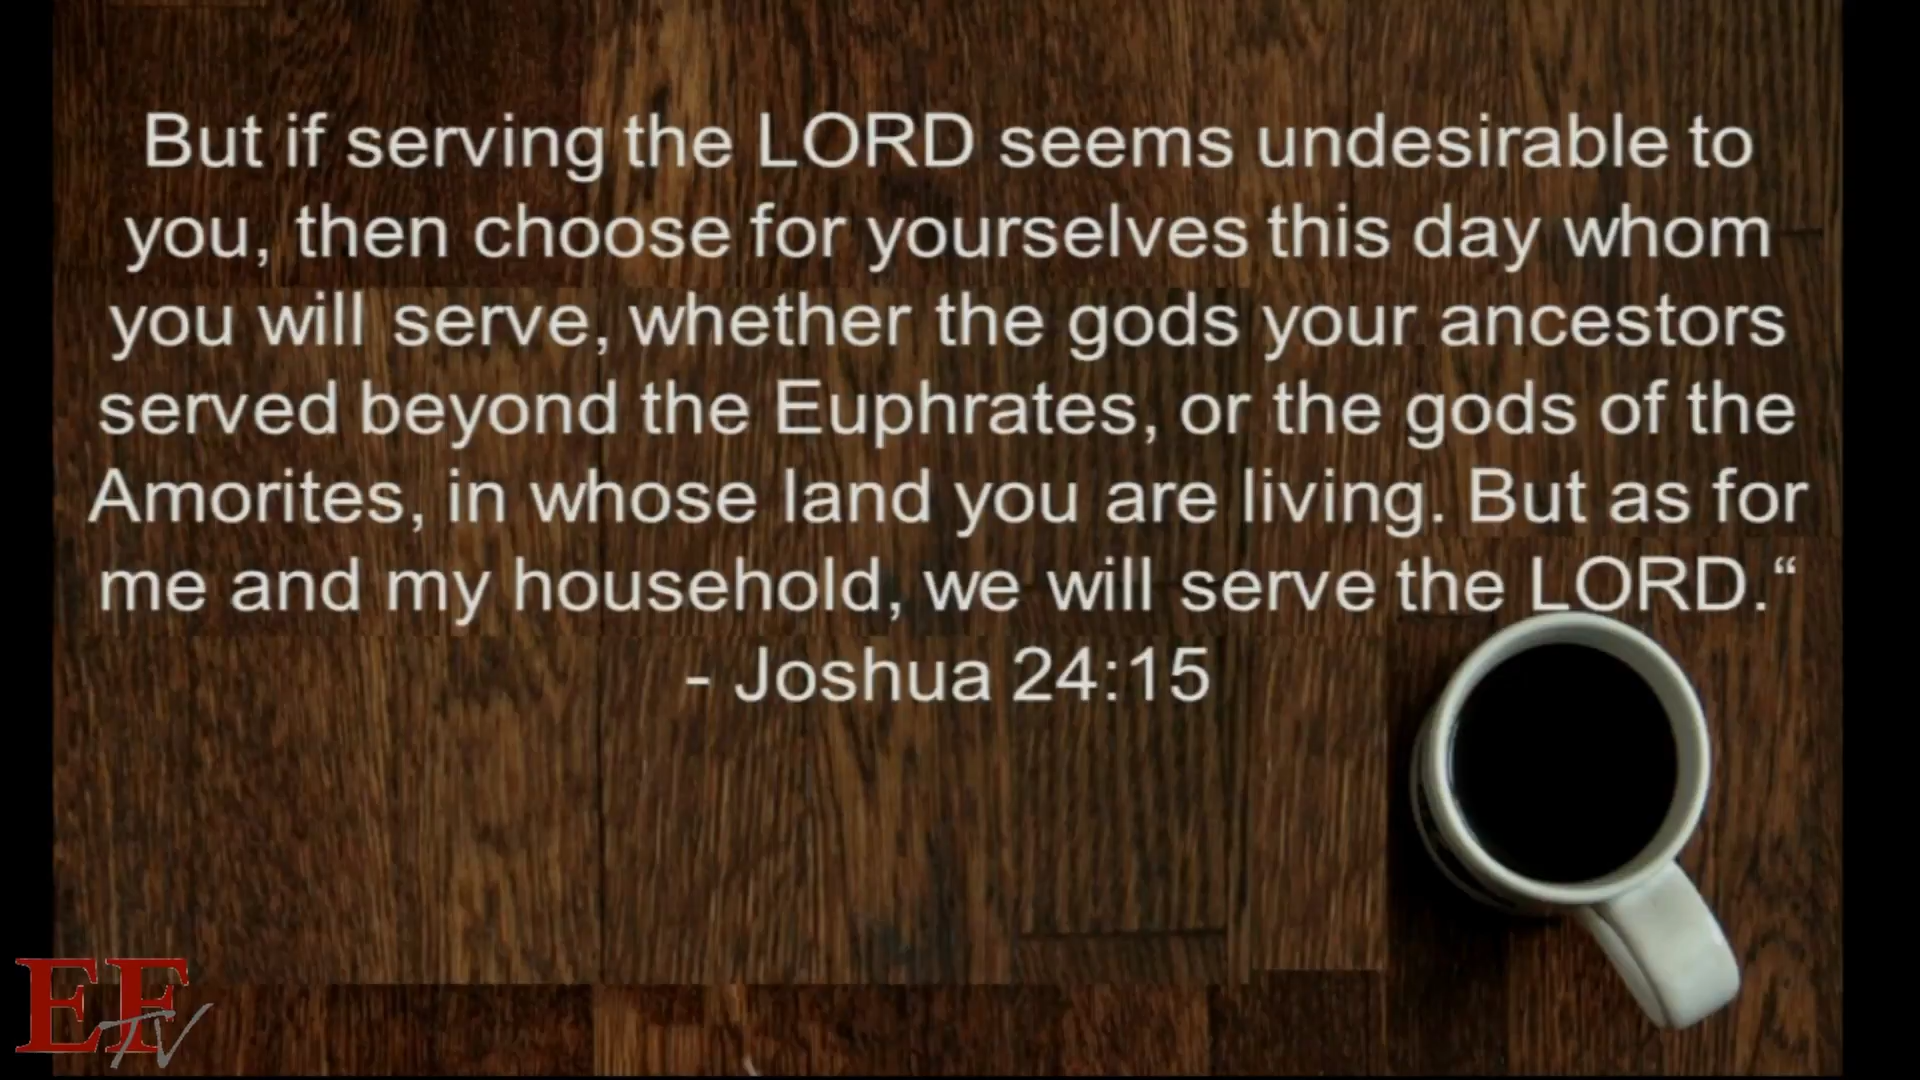 But if serving the LORD seems undesirable to
you, then choose for yourselves this day whom
you will serve, whether the gods your ancestors
served beyond the Euphrates, or the gods of the
Amorites, in whose land you are living. But as for
me and my household, we will serve the LORD.“
- Joshua 24:15
EF
TV